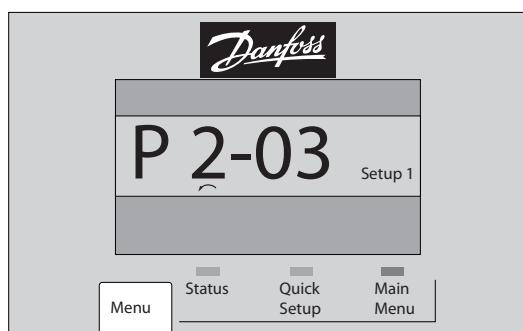 Danfoss
P 2-03
Setup 1
Menu
Status
Quick
Setup
Main
Menu